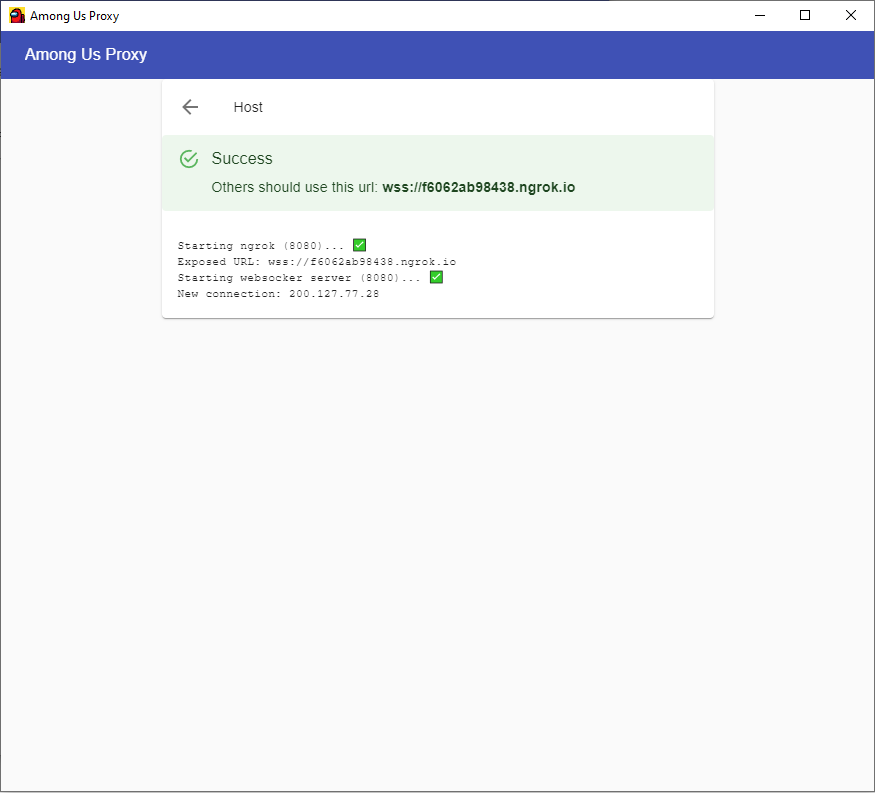 Among Us Proxy
Among Us Proxy
Host
Success
Others should use this url: wss://f6062ab98438.ngrok.io
Starting ngrok (8080)... ✅
Exposed URL: wss://f6062ab98438.ngrok.io
Starting websocker server (8080)... ✅
New connection: 200.127.77.28